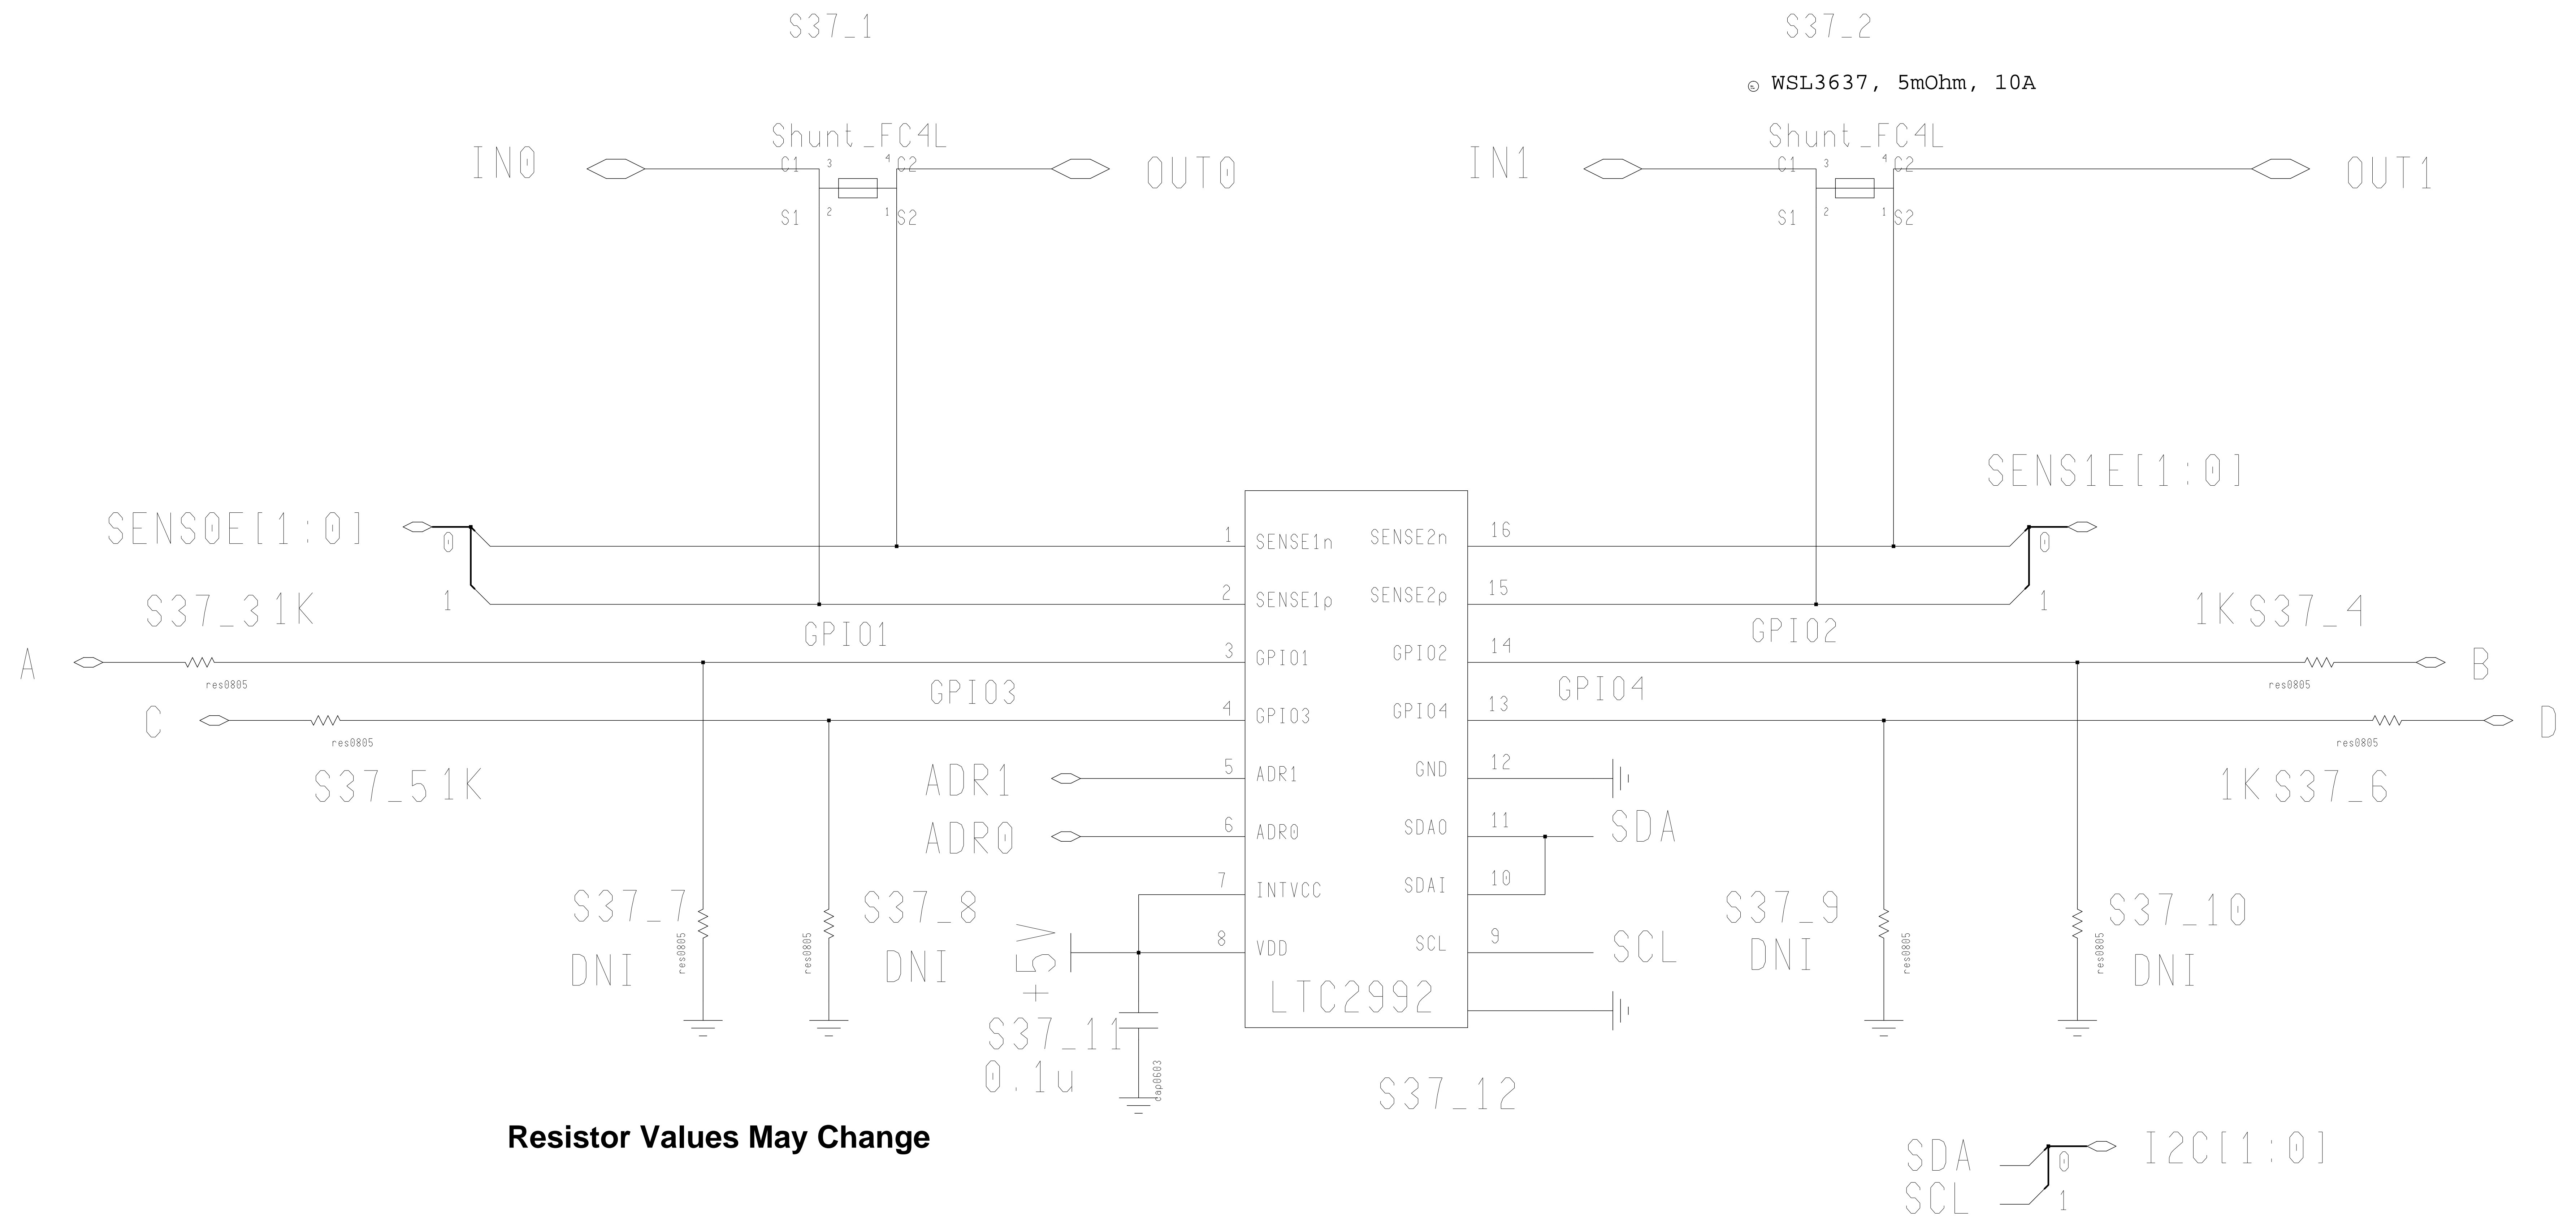 S37_1
S37_2
WSL3637, 5mOhm, 10A
Shunt_FC4L
Shunt_FC4L
IN0
C1 3 4 C2
OUT0
IN1
C1 3 4 C2
OUT1
S1 2 1 S2
S1 2 1 S2
SENS1E[1:0]
SENS0E[1:0]
0
1 SENSE1n
SENSE2n 16
0
1
2 SENSE1p
SENSE2p 15
1
S37_3 1K
GPIO1
GPIO2
1K S37_4
A
res0805
3 GPIO1
GPIO2 14
res0805
B
GPIO3
GPIO4
C
res0805
4 GPIO3
GPIO4 13
res0805
D
S37_5 1K
ADR1
5 ADR1
GND 12
1K S37_6
ADR0
6 ADR0
SDAO 11
SDA
7 INTVCC
SDAI 10
S37_7
DNI
res0805
S37_8
DNI
res0805
+5V
8 VDD
SCL 9
SCL
S37_9
DNI
res0805
S37_10
DNI
res0805
LTC2992
S37_11
0.1u
cap0603
S37_12
Resistor Values May Change
SDA
0
I2C[1:0]
SCL
1